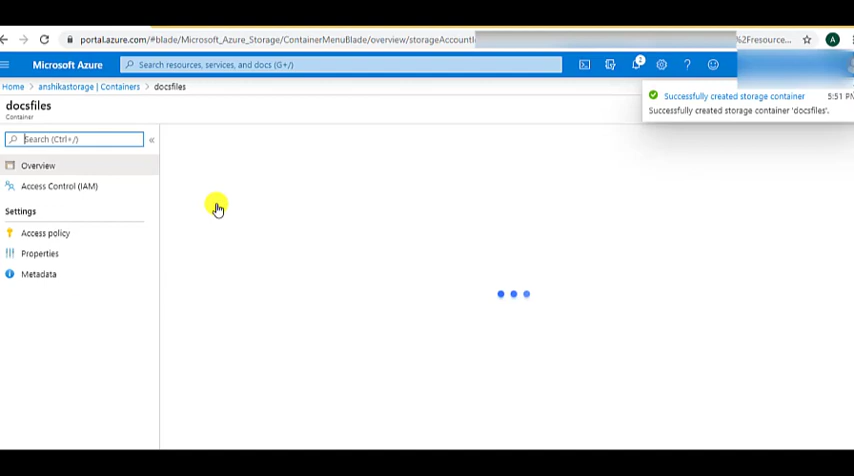 portal.azure.com/#blade/Microsoft_Azure_Storage/ContainerMenuBlade/overview/storageAccountI
%2Fresource...
A
Microsoft Azure
Search resources, services, and docs (G+/)
Home > anshikastorage | Containers > docsfiles
docsfiles
Container
Successfully created storage container 5:51 PM
Successfully created storage container 'docsfiles'.
Search (Ctrl+/)
«
Overview
Access Control (IAM)
Settings
Access policy
Properties
Metadata